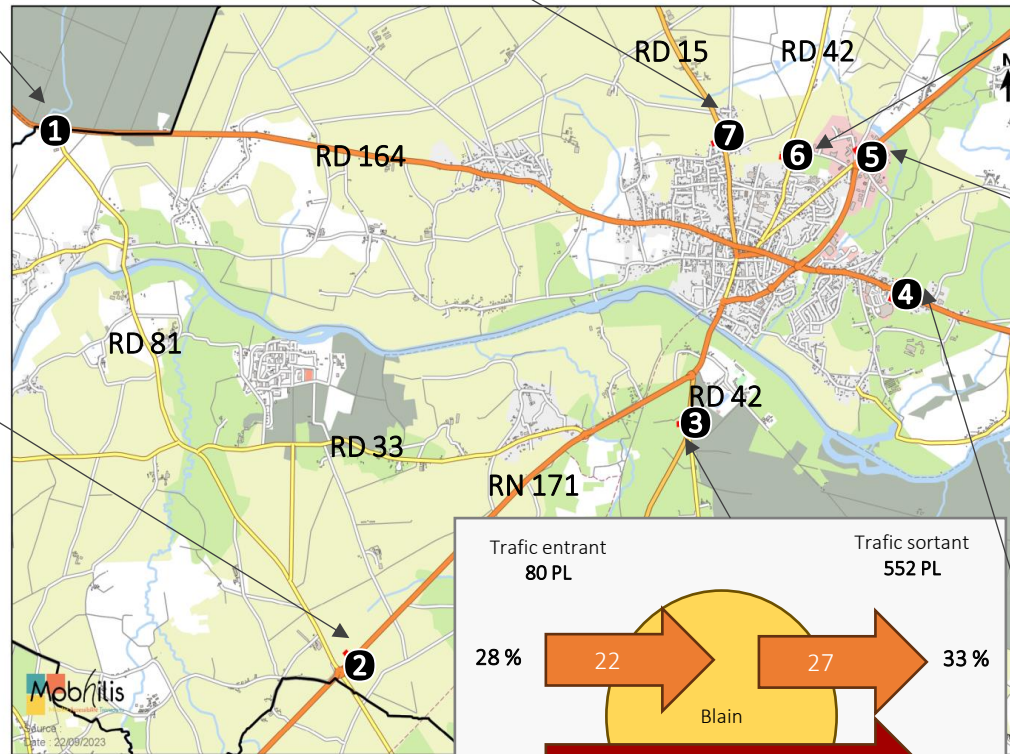 RD 15
RD 42
N
1
7
6
5
RD 164
4
RD 81
RD 42
3
RD 33
RN 171
Trafic entrant
80 PL
Trafic sortant
552 PL
28 %
22
27
33 %
2
Blain
Mobhilis
Source :
Date : 22/09/2023